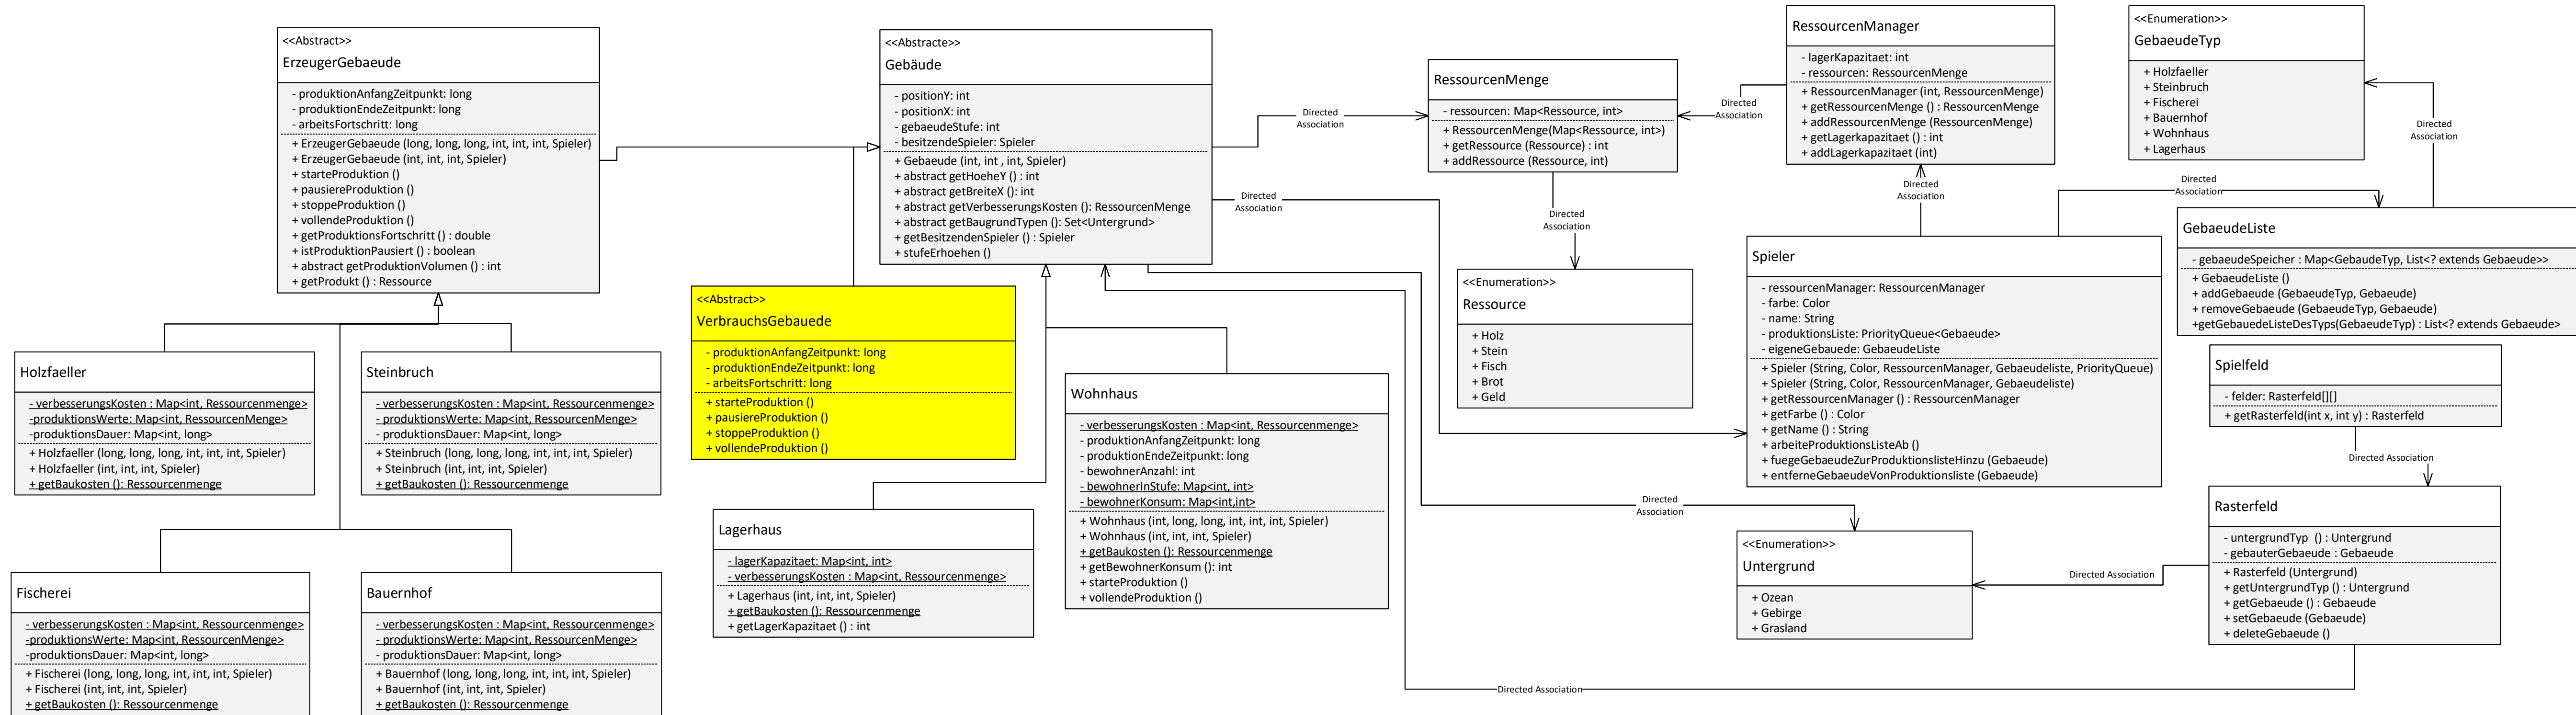 <<Abstract>>
ErzeugerGebaeude
- produktionAnfangZeitpunkt: long
- produktionEndeZeitpunkt: long
- arbeitsFortschritt: long
+ ErzeugerGebaeude (long, long, long, int, int, int, Spieler)
+ ErzeugerGebaeude (int, int, int, Spieler)
+ starteProduktion ()
+ pausiereProduktion ()
+ stoppeProduktion ()
+ vollendeProduktion ()
+ getProduktionsFortschritt () : double
+ istProduktionPausiert () : boolean
+ abstract getProduktionVolumen () : int
+ getProdukt () : Ressource
<<Abstracte>>
Gebäude
- positionY: int
- positionX: int
- gebaeudeStufe: int
- besitzendeSpieler: Spieler
+ Gebaeude (int, int , int, Spieler)
+ abstract getHoeheY () : int
+ abstract getBreiteX (): int
+ abstract getVerbesserungsKosten (): RessourcenMenge
+ abstract getBaugrundTypen (): Set<Untergrund>
+ getBesitzendenSpieler () : Spieler
+ stufeErhoehen ()
Directed
Association
Directed
Association
RessourcenMenge
- ressourcen: Map<Ressource, int>
+ RessourcenMenge(Map<Ressource, int>)
+ getRessource (Ressource) : int
+ addRessource (Ressource, int)
Directed
Association
RessourcenManager
- lagerKapazitaet: int
- ressourcen: RessourcenMenge
+ RessourcenManager (int, RessourcenMenge)
+ getRessourcenMenge () : RessourcenMenge
+ addRessourcenMenge (RessourcenMenge)
+ getLagerkapazitaet () : int
+ addLagerkapazitaet (int)
<<Enumeration>>
GebaeudeTyp
+ Holzfaeller
+ Steinbruch
+ Fischerei
+ Bauernhof
+ Wohnhaus
+ Lagerhaus
Directed
Association
Directed
Association
Directed
Association
Directed
Association
GebaeudeListe
- gebaeudeSpeicher : Map<GebaudeTyp, List<? extends Gebaeude>>
+ GebaeudeListe ()
+ addGebaeude (GebaeudeTyp, Gebaeude)
+ removeGebaeude (GebaeudeTyp, Gebaeude)
+getGebaeudeListeDesTyps(GebaeudeTyp) : List<? extends Gebaeude>
Spieler
- ressourcenManager: RessourcenManager
- farbe: Color
- name: String
- produktionsListe: PriorityQueue<Gebaeude>
- eigeneGebauede: GebaeudeListe
+ Spieler (String, Color, RessourcenManager, Gebaeudeliste, PriorityQueue)
+ Spieler (String, Color, RessourcenManager, Gebaeudeliste)
+ getRessourcenManager () : RessourcenManager
+ getFarbe () : Color
+ getName () : String
+ arbeiteProduktionsListeAb ()
+ fuegeGebaeudeZurProduktionslisteHinzu (Gebaeude)
+ entferneGebaeudeVonProduktionsliste (Gebaeude)
<<Enumeration>>
Ressource
+ Holz
+ Stein
+ Fisch
+ Brot
+ Geld
<<Abstract>>
VerbrauchsGebauede
- produktionAnfangZeitpunkt: long
- produktionEndeZeitpunkt: long
- arbeitsFortschritt: long
+ starteProduktion ()
+ pausiereProduktion ()
+ stoppeProduktion ()
+ vollendeProduktion ()
Holzfaeller
- verbesserungsKosten : Map<int, Ressourcenmenge>
-produktionsWerte: Map<int, RessourcenMenge>
-produktionsDauer: Map<int, long>
+ Holzfaeller (long, long, long, int, int, int, Spieler)
+ Holzfaeller (int, int, int, Spieler)
+ getBaukosten (): Ressourcenmenge
Steinbruch
- verbesserungsKosten : Map<int, Ressourcenmenge>
- produktionsWerte: Map<int, RessourcenMenge>
- produktionsDauer: Map<int, long>
+ Steinbruch (long, long, long, int, int, int, Spieler)
+ Steinbruch (int, int, int, Spieler)
+ getBaukosten (): Ressourcenmenge
Wohnhaus
- verbesserungsKosten : Map<int, Ressourcenmenge>
- produktionAnfangZeitpunkt: long
- produktionEndeZeitpunkt: long
- bewohnerAnzahl: int
- bewohnerInStufe: Map<int, int>
- bewohnerKonsum: Map<int,int>
+ Wohnhaus (int, long, long, int, int, int, Spieler)
+ Wohnhaus (int, int, int, Spieler)
+ getBaukosten (): Ressourcenmenge
+ getBewohnerKonsum (): int
+ starteProduktion ()
+ vollendeProduktion ()
Spielfeld
- felder: Rasterfeld[][]
+ getRasterfeld(int x, int y) : Rasterfeld
Directed Association
Directed
Association
Rasterfeld
- untergrundTyp  () : Untergrund
- gebauterGebaeude : Gebaeude
+ Rasterfeld (Untergrund)
+ getUntergrundTyp () : Untergrund
+ getGebaeude () : Gebaeude
+ setGebaeude (Gebaeude)
+ deleteGebaeude ()
Lagerhaus
- lagerKapazitaet: Map<int, int>
- verbesserungsKosten : Map<int, Ressourcenmenge>
+ Lagerhaus (int, int, int, Spieler)
+ getBaukosten (): Ressourcenmenge
+ getLagerKapazitaet () : int
<<Enumeration>>
Untergrund
+ Ozean
+ Gebirge
+ Grasland
Directed Association
Fischerei
- verbesserungsKosten : Map<int, Ressourcenmenge>
-produktionsWerte: Map<int, RessourcenMenge>
-produktionsDauer: Map<int, long>
+ Fischerei (long, long, long, int, int, int, Spieler)
+ Fischerei (int, int, int, Spieler)
+ getBaukosten (): Ressourcenmenge
Bauernhof
- verbesserungsKosten : Map<int, Ressourcenmenge>
- produktionsWerte: Map<int, RessourcenMenge>
- produktionsDauer: Map<int, long>
+ Bauernhof (long, long, long, int, int, int, Spieler)
+ Bauernhof (int, int, int, Spieler)
+ getBaukosten (): Ressourcenmenge
Directed Association